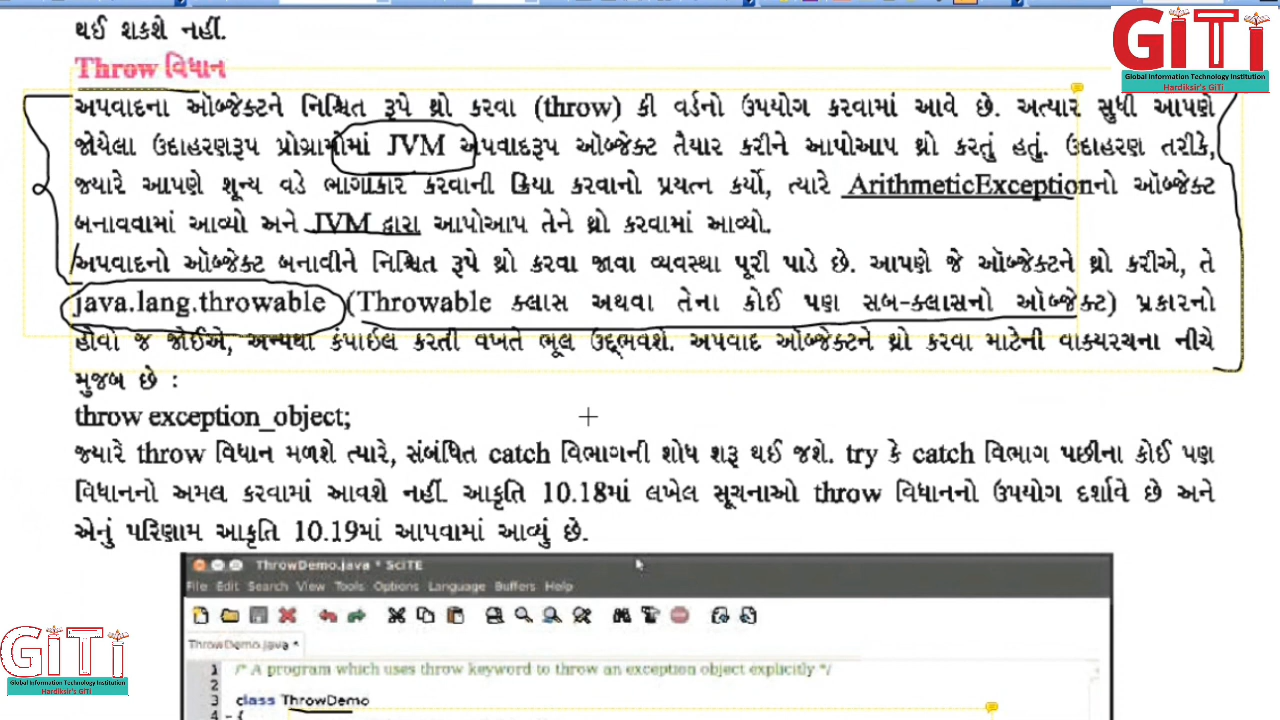 થઈ શકશે નહીં.
Throw વિધાન
અપવાદના ઑબ્જેક્ટને નિશ્ચિત રૂપે થ્રો કરવા (throw) કી વર્ડનો ઉપયોગ કરવામાં આવે છે. અત્યાર સુધી આપણે
જોયેલા ઉદાહરણરૂપ પ્રોગ્રામોમાં JVM અપવાદરૂપ ઑબ્જેક્ટ તૈયાર કરીને આપોઆપ થ્રો કરતું હતું. ઉદાહરણ તરીકે,
જ્યારે આપણે શૂન્ય વડે ભાગાકાર કરવાની ક્રિયા કરવાનો પ્રયત્ન કર્યો, ત્યારે ArithmeticExceptionનો ઑબ્જેક્ટ
બનાવવામાં આવ્યો અને JVM દ્વારા આપોઆપ તેને થ્રો કરવામાં આવ્યો.
અપવાદનો ઑબ્જેક્ટ બનાવીને નિશ્ચિત રૂપે થ્રો કરવા જાવા વ્યવસ્થા પૂરી પાડે છે. આપણે જે ઑબ્જેક્ટને થ્રો કરીએ, તે
java.lang.throwable (Throwable ક્લાસ અથવા તેના કોઈ પણ સબ-ક્લાસનો ઑબ્જેક્ટ) પ્રકારનો
હોવો જ જોઈએ, અન્યથા કંપાઈલ કરતી વખતે ભૂલ ઉદ્ભવશે. અપવાદ ઑબ્જેક્ટને થ્રો કરવા માટેની વાક્યરચના નીચે
મુજબ છે :
throw exception_object;
જ્યારે throw વિધાન મળશે ત્યારે, સંબંધિત catch વિભાગની શોધ શરૂ થઈ જશે. try કે catch વિભાગ પછીના કોઈ પણ
વિધાનનો અમલ કરવામાં આવશે નહીં. આકૃતિ 10.18માં લખેલ સૂચનાઓ throw વિધાનનો ઉપયોગ દર્શાવે છે અને
એનું પરિણામ આકૃતિ 10.19માં આપવામાં આવ્યું છે.
ThrowDemo.java * SciTE
File Edit Search View Tools Options Language Buffers Help
ThrowDemo.java *
1 /* A program which uses throw keyword to throw an exception object explicitly */
2
3 class ThrowDemo
4 - {
GiTi
Global Information Technology Institution
Hardiksir's GiTi
GiTi
Global Information Technology Institution
Hardiksir's GiTi